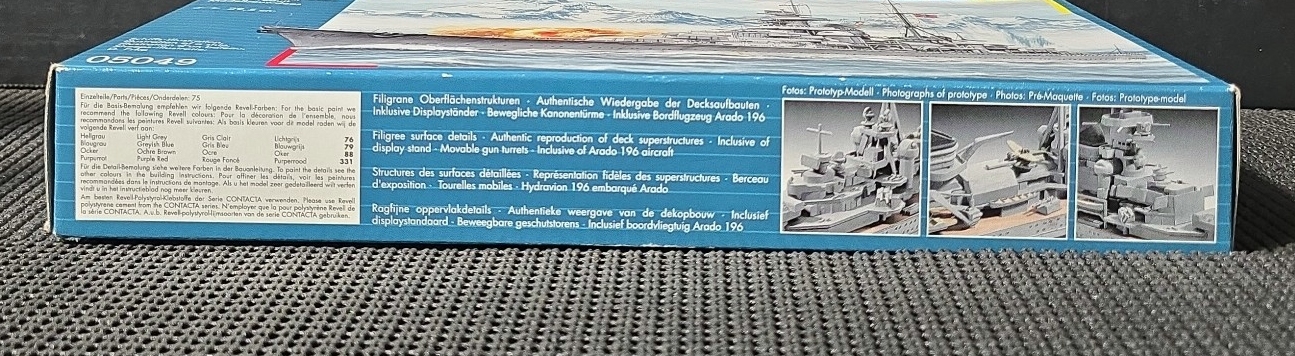 05049
Einzelteile/Parts/Pièces/Onderdelen: 75
Für die Basis-Bemalung empfehlen wir folgende Revell-Farben: For the basic paint we
recommend the following Revell colours: Pour la décoration de l'ensemble, nous
recommandons les peintures Revell suivantes: Als basis kleuren voor dit model raden wij de
volgende Revell verf aan:
Hellgrau Light Grey Gris Clair Lichtgrijs 76
Blaugrau Greyish Blue Gris Bleu Blauwgrijs 79
Ocker Ochre Brown Ocre Oker 88
Purpurrot Purple Red Rouge Foncé Purperrood 331
Für die Detail-Bemalung siehe weitere Farben in der Bauanleitung. To paint the details see the
other colours in the building instructions. Pour affiner les détails, voir les peintures
recommandées dans le instructions de montage. Als u het model zeer gedetailleerd wilt verfen
vindt u in het instructieblad nog meer kleuren.
Am besten Revell-Polystyrol-Klebstoffe der Serie CONTACTA verwenden. Please use Revell
polystyrene cement from the CONTACTA series. N'employer que la pour polystyrène Revell de
la série CONTACTA. A.u.b. Revell-polystyrol-lijmsoorten van de serie CONTACTA gebruiken.
Filigrane Oberflächenstrukturen · Authentische Wiedergabe der Decksaufbauten ·
Inklusive Displayständer · Bewegliche Kanonentürme · Inklusive Bordflugzeug Arado 196
Filigree surface details · Authentic reproduction of deck superstructures · Inclusive of
display stand · Movable gun turrets · Inclusive of Arado 196 aircraft
Structures des surfaces détaillées · Représentation fidèles des superstructures · Berceau
d'exposition · Tourelles mobiles · Hydravion 196 embarqué Arado
Ragfijne oppervlakdetails · Authentieke weergave van de dekopbouw · Inclusief
displaystandaard · Beweegbare geschutstorens · Inclusief boordvliegtuig Arado 196
Fotos: Prototyp-Modell · Photographs of prototype · Photos: Pré-Maquette · Fotos: Prototype-model